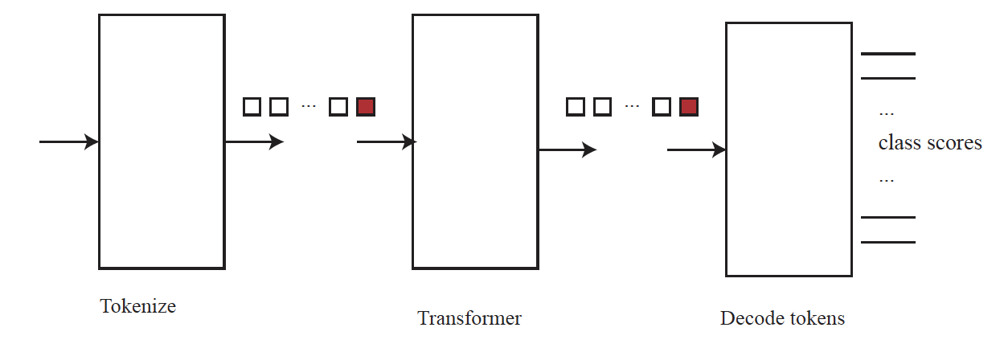 ...
...
...
class scores
...
Tokenize
Transformer
Decode tokens